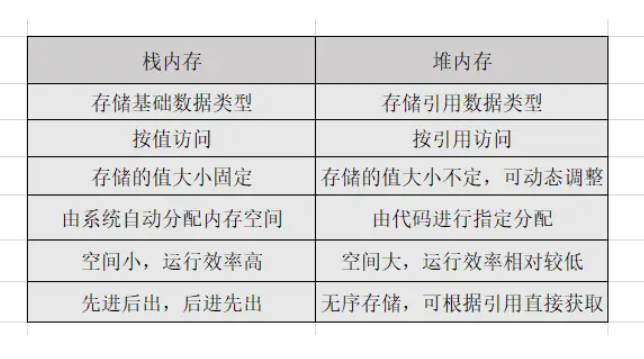 栈内存 堆内存
存储基础数据类型 存储引用数据类型
按值访问 按引用访问
存储的值大小固定 存储的值大小不定，可动态调整
由系统自动分配内存空间 由代码进行指定分配
空间小，运行效率高 空间大，运行效率相对较低
先进后出，后进先出 无序存储，可根据引用直接获取